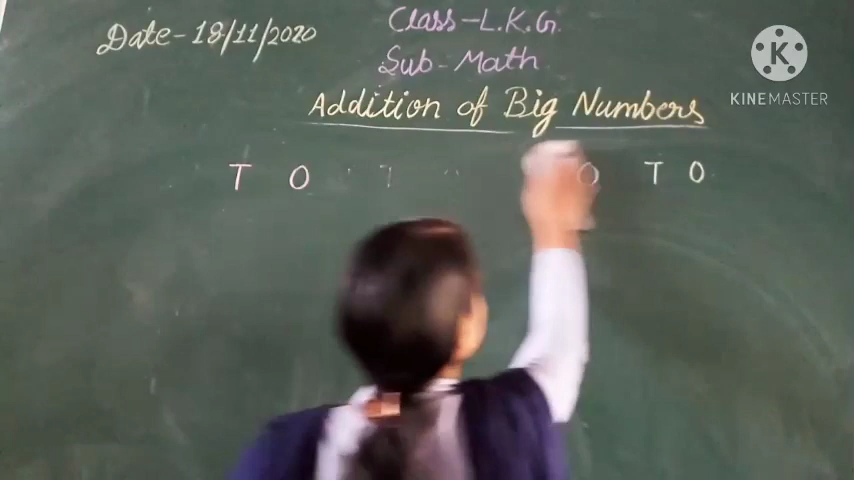 Date-18/11/2020
Class-L.K.G.
Sub-Math
Addition of Big Numbers
T O O T O
K
KINEMASTER